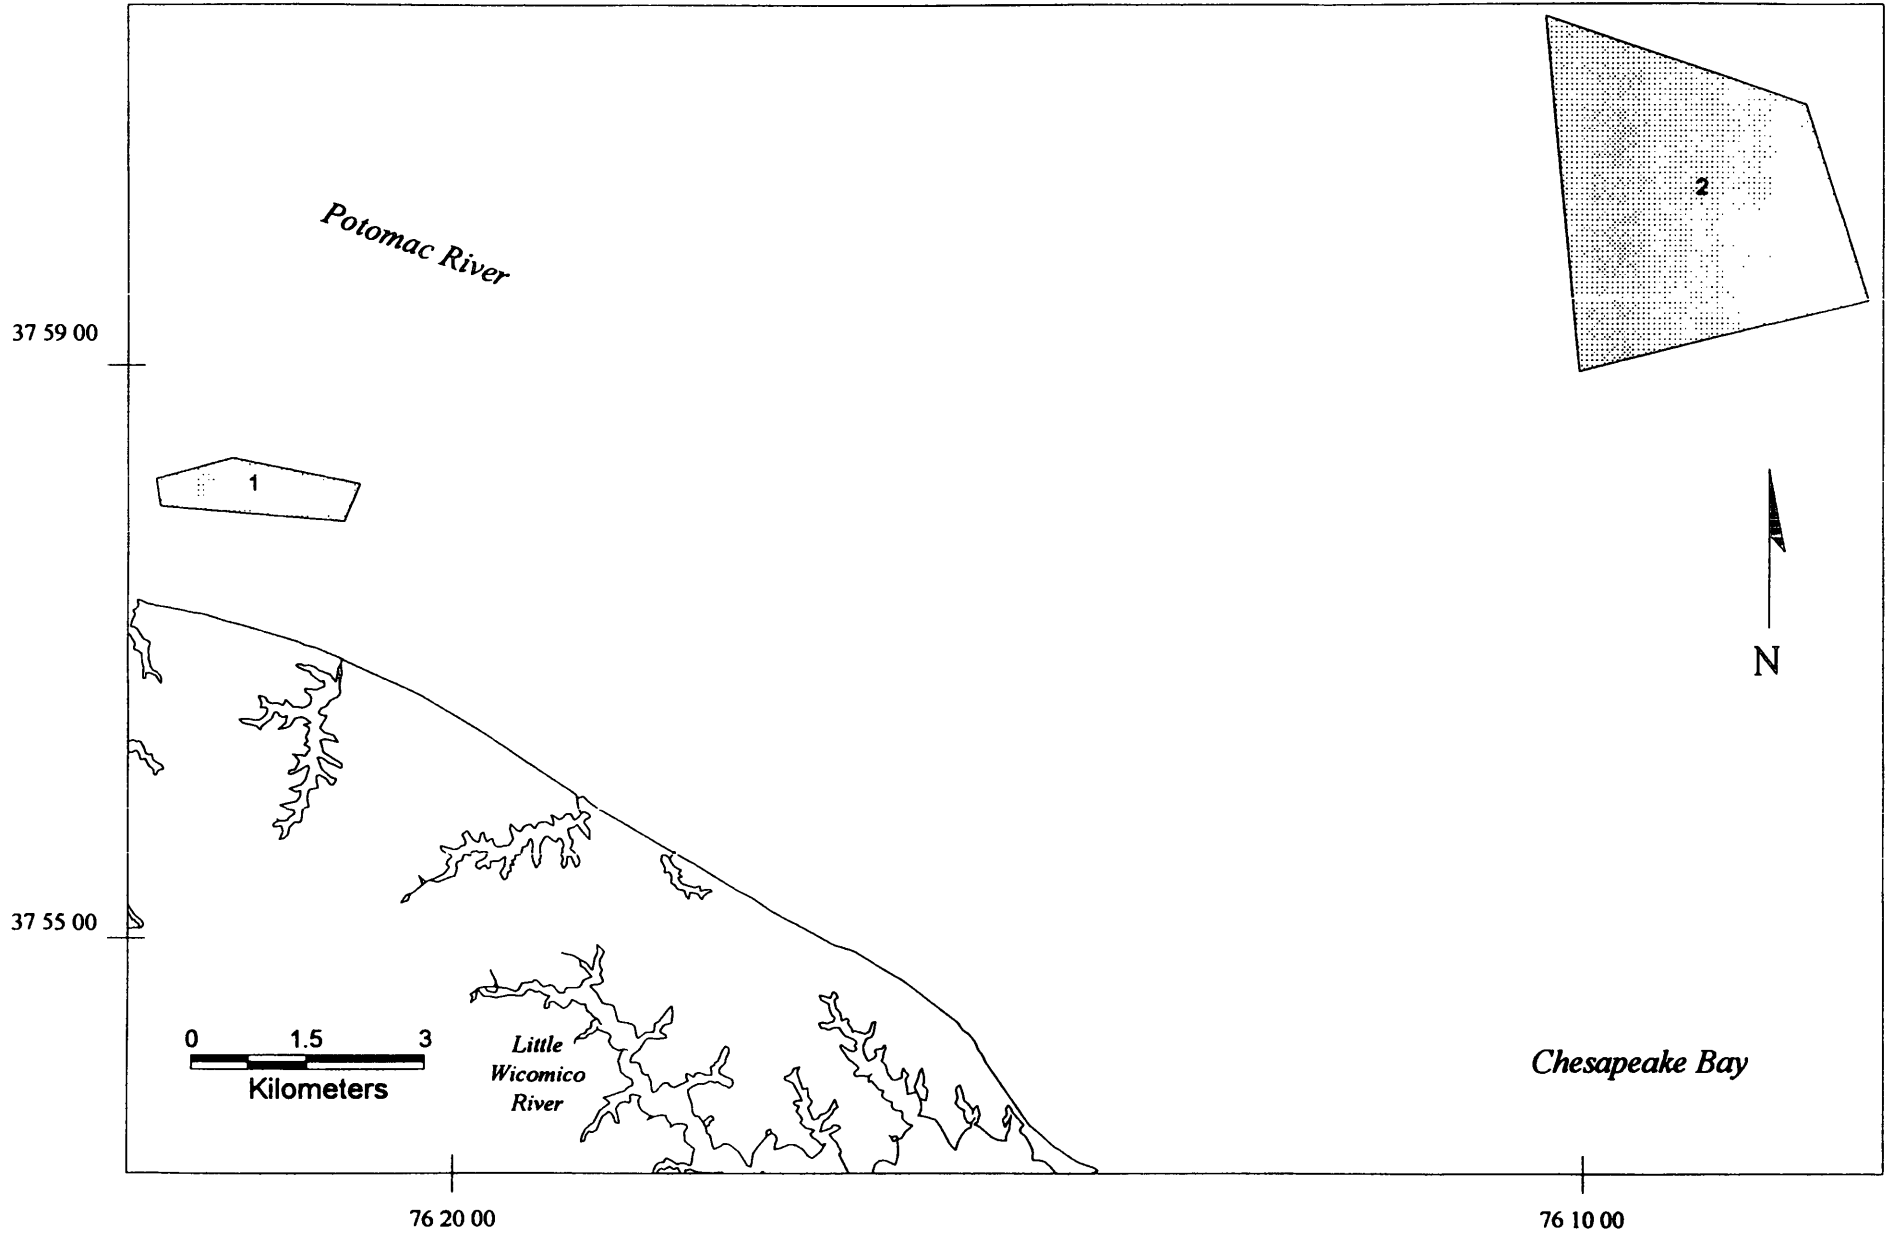 2
Potomac River
37 59 00
1
N
37 55 00
0 1.5 3
Kilometers
Little
Wicomico
River
Chesapeake Bay
76 20 00
76 10 00